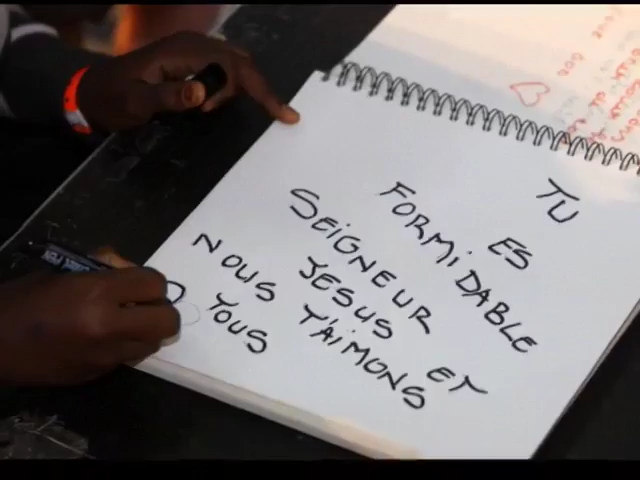 TU
ES
FORMiDABLE
SEiGNEUR
JESUS ET
NOUS T'AiMONS
TOUS